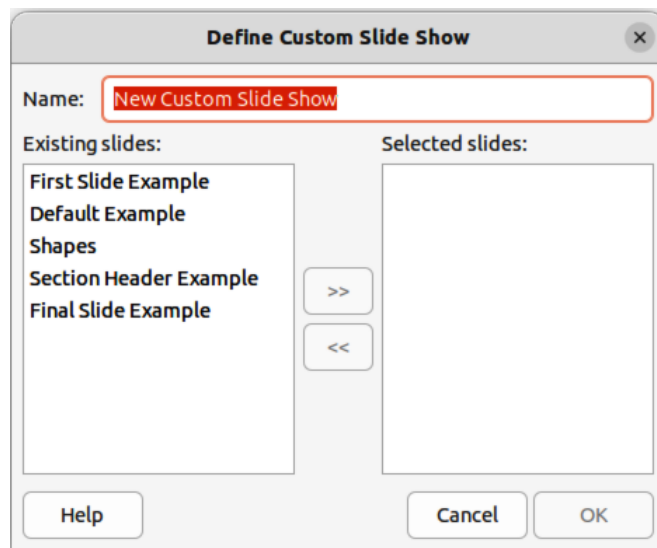 Define Custom Slide Show
Name: New Custom Slide Show
Existing slides:
First Slide Example
Default Example
Shapes
Section Header Example
Final Slide Example
>>
<<
Selected slides:
Help
Cancel
OK